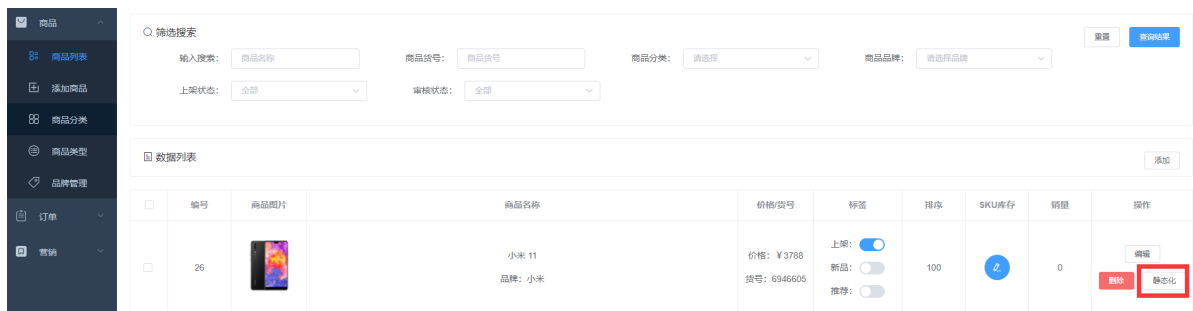 商品
商品列表
添加商品
商品分类
商品类型
品牌管理
订单
营销
筛选搜索
重置
查询结果
输入搜索:
商品名称
商品货号:
商品货号
商品分类:
请选择
商品品牌:
请选择品牌
上架状态:
全部
审核状态:
全部
数据列表
添加
编号
商品图片
商品名称
价格/货号
标签
排序
SKU库存
销量
操作
26
小米 11
品牌: 小米
价格: ¥3788
货号: 6946605
上架:
新品:
推荐:
100
0
编辑
删除
静态化